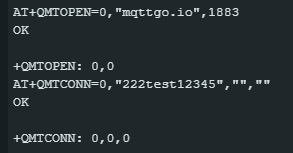 AT+QMTOPEN=0,"mqttgo.io",1883
OK
+QMTOPEN: 0,0
AT+QMTCONN=0,"222test12345","",""
OK
+QMTCONN: 0,0,0